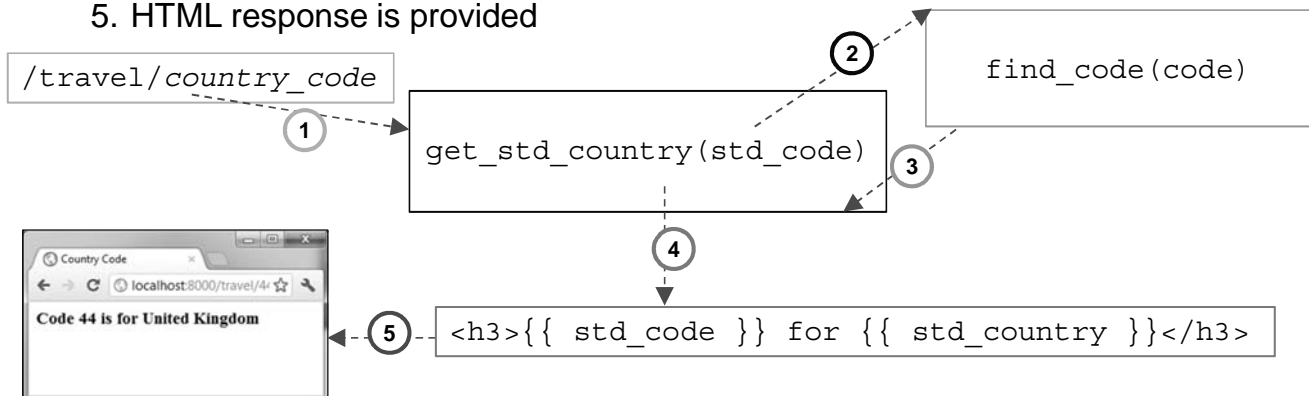 5. HTML response is provided
/travel/country_code
1
2
find_code(code)
get_std_country(std_code)
3
4
Country Code
localhost:8000/travel/44
Code 44 is for United Kingdom
5
<h3>{{ std_code }} for {{ std_country }}</h3>